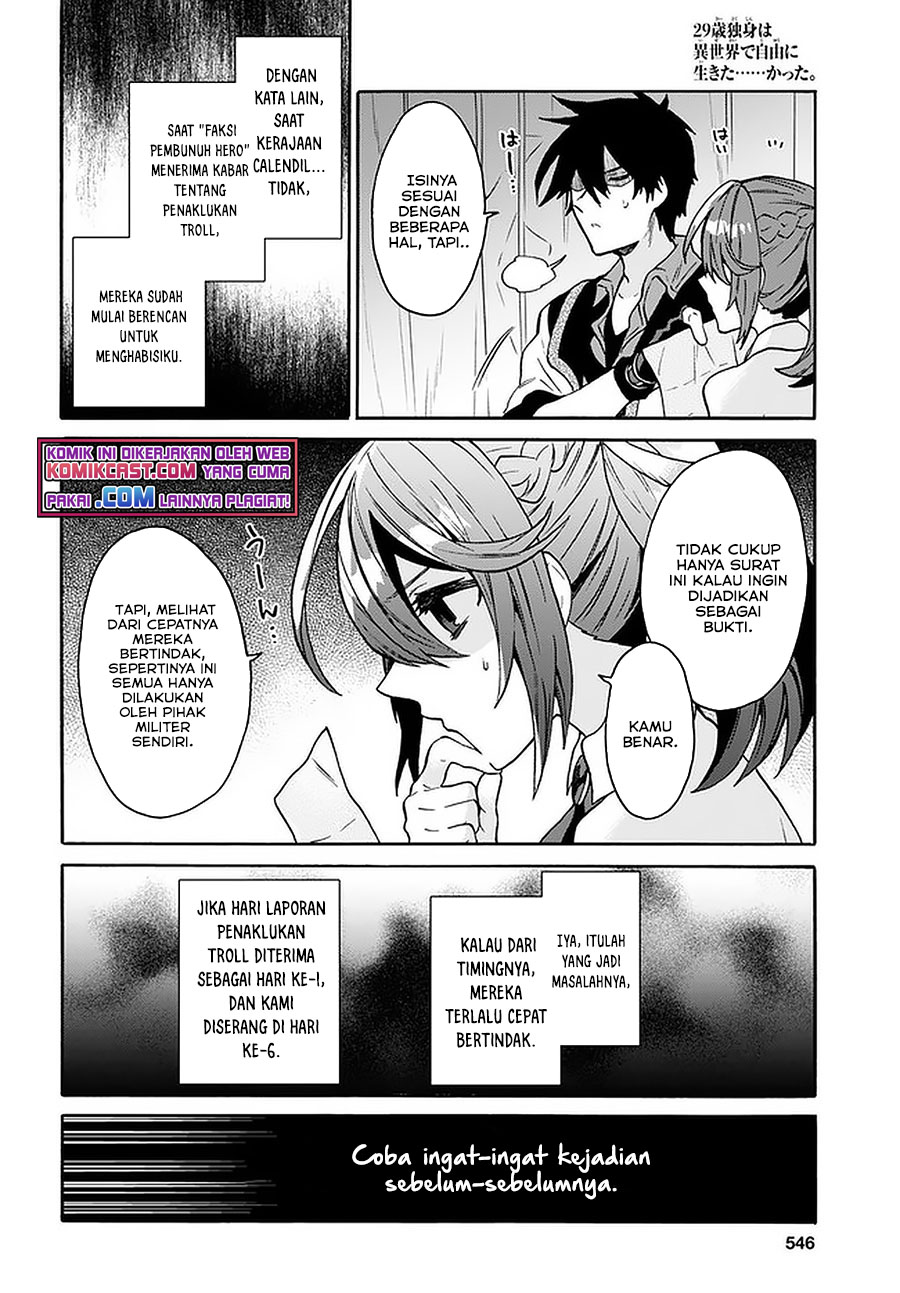 29歳独身は
異世界で自由に
生きた……かった。
ISINYA
SESUAI
DENGAN
BEBERAPA
HAL, TAPI..
は
ー
…
はい
…
DENGAN
KATA LAIN,
SAAT
KERAJAAN
CALENDIL...
TIDAK,
SAAT "FAKSI
PEMBUNUH HERO"
MENERIMA KABAR
TENTANG
PENAKLUKAN
TROLL,
MEREKA SUDAH
MULAI BERENCAN
UNTUK
MENGHABISIKU.
KOMIK INI DIKERJAKAN OLEH WEB
KOMIKCAST.COM YANG CUMA
PAKAI .COM LAINNYA PLAGIAT!
TIDAK CUKUP
HANYA SURAT
INI KALAU INGIN
DIJADIKAN
SEBAGAI
BUKTI.
KAMU
BENAR.
うーん…
TAPI, MELIHAT
DARI CEPATNYA
MEREKA
BERTINDAK,
SEPERTINYA INI
SEMUA HANYA
DILAKUKAN
OLEH PIHAK
MILITER
SENDIRI.
IYA, ITULAH
YANG JADI
MASALAHNYA,
KALAU DARI
TIMINGNYA,
MEREKA
TERLALU CEPAT
BERTINDAK.
JIKA HARI LAPORAN
PENAKLUKAN
TROLL DITERIMA
SEBAGAI HARI KE-1,
DAN KAMI
DISERANG DI HARI
KE-6.
Coba ingat-ingat kejadian
sebelum-sebelumnya.
546